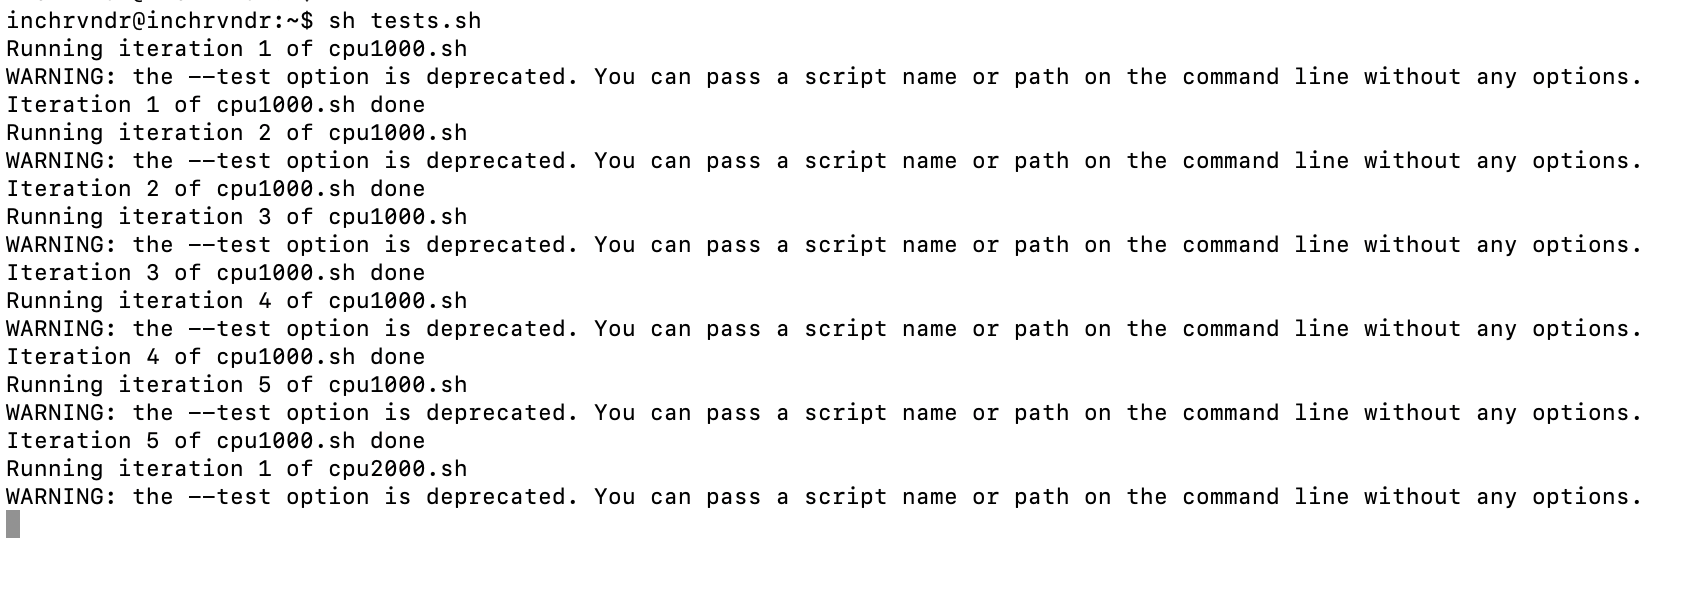 inchrvndr@inchrvndr:~$ sh tests.sh
Running iteration 1 of cpu1000.sh
WARNING: the --test option is deprecated. You can pass a script name or path on the command line without any options.
Iteration 1 of cpu1000.sh done
Running iteration 2 of cpu1000.sh
WARNING: the --test option is deprecated. You can pass a script name or path on the command line without any options.
Iteration 2 of cpu1000.sh done
Running iteration 3 of cpu1000.sh
WARNING: the --test option is deprecated. You can pass a script name or path on the command line without any options.
Iteration 3 of cpu1000.sh done
Running iteration 4 of cpu1000.sh
WARNING: the --test option is deprecated. You can pass a script name or path on the command line without any options.
Iteration 4 of cpu1000.sh done
Running iteration 5 of cpu1000.sh
WARNING: the --test option is deprecated. You can pass a script name or path on the command line without any options.
Iteration 5 of cpu1000.sh done
Running iteration 1 of cpu2000.sh
WARNING: the --test option is deprecated. You can pass a script name or path on the command line without any options.